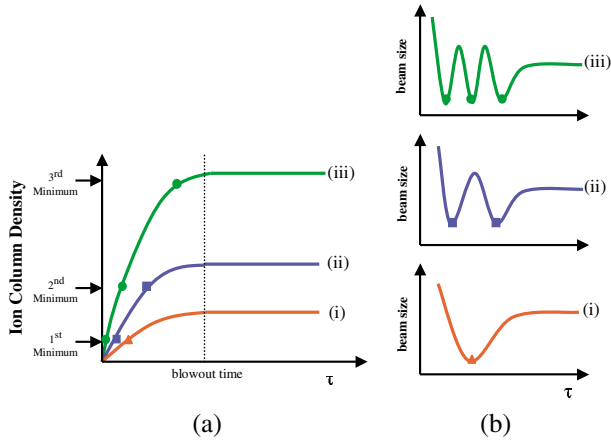 Ion Column Density
3rd
Minimum
2nd
Minimum
1st
Minimum
(iii)
(ii)
(i)
blowout time
τ
(a)
beam size
(iii)
beam size
(ii)
beam size
(i)
τ
(b)